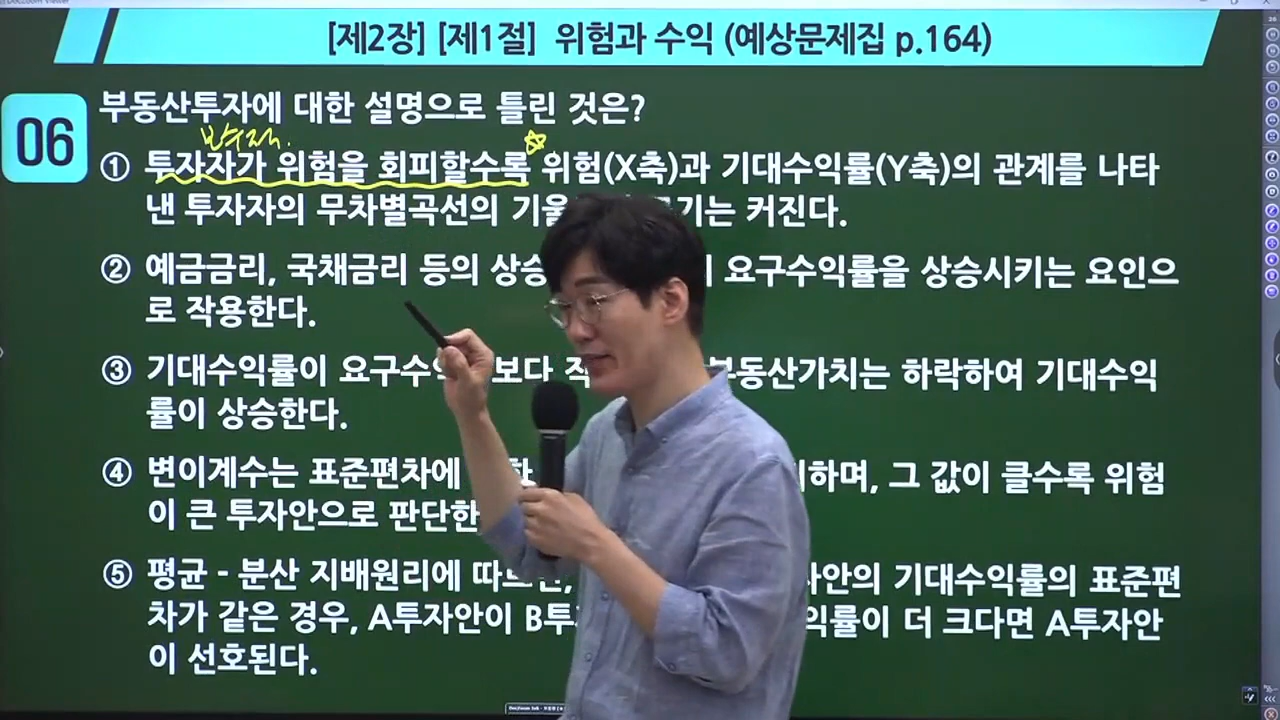 [제2장] [제1절] 위험과 수익 (예상문제집 p.164)
06
부동산투자에 대한 설명으로 틀린 것은?
① 투자자가 위험을 회피할수록 위험(X축)과 기대수익률(Y축)의 관계를 나타
낸 투자자의 무차별곡선의 기울 기는 커진다.
② 예금금리, 국채금리 등의 상승 요구수익률을 상승시키는 요인으
로 작용한다.
③ 기대수익률이 요구수익 보다 부동산가치는 하락하여 기대수익
률이 상승한다.
④ 변이계수는 표준편차에 하며, 그 값이 클수록 위험
이 큰 투자안으로 판단한
⑤ 평균 - 분산 지배원리에 투자안의 기대수익률의 표준편
차가 같은 경우, A투자안이 B투 익률이 더 크다면 A투자안
이 선호된다.